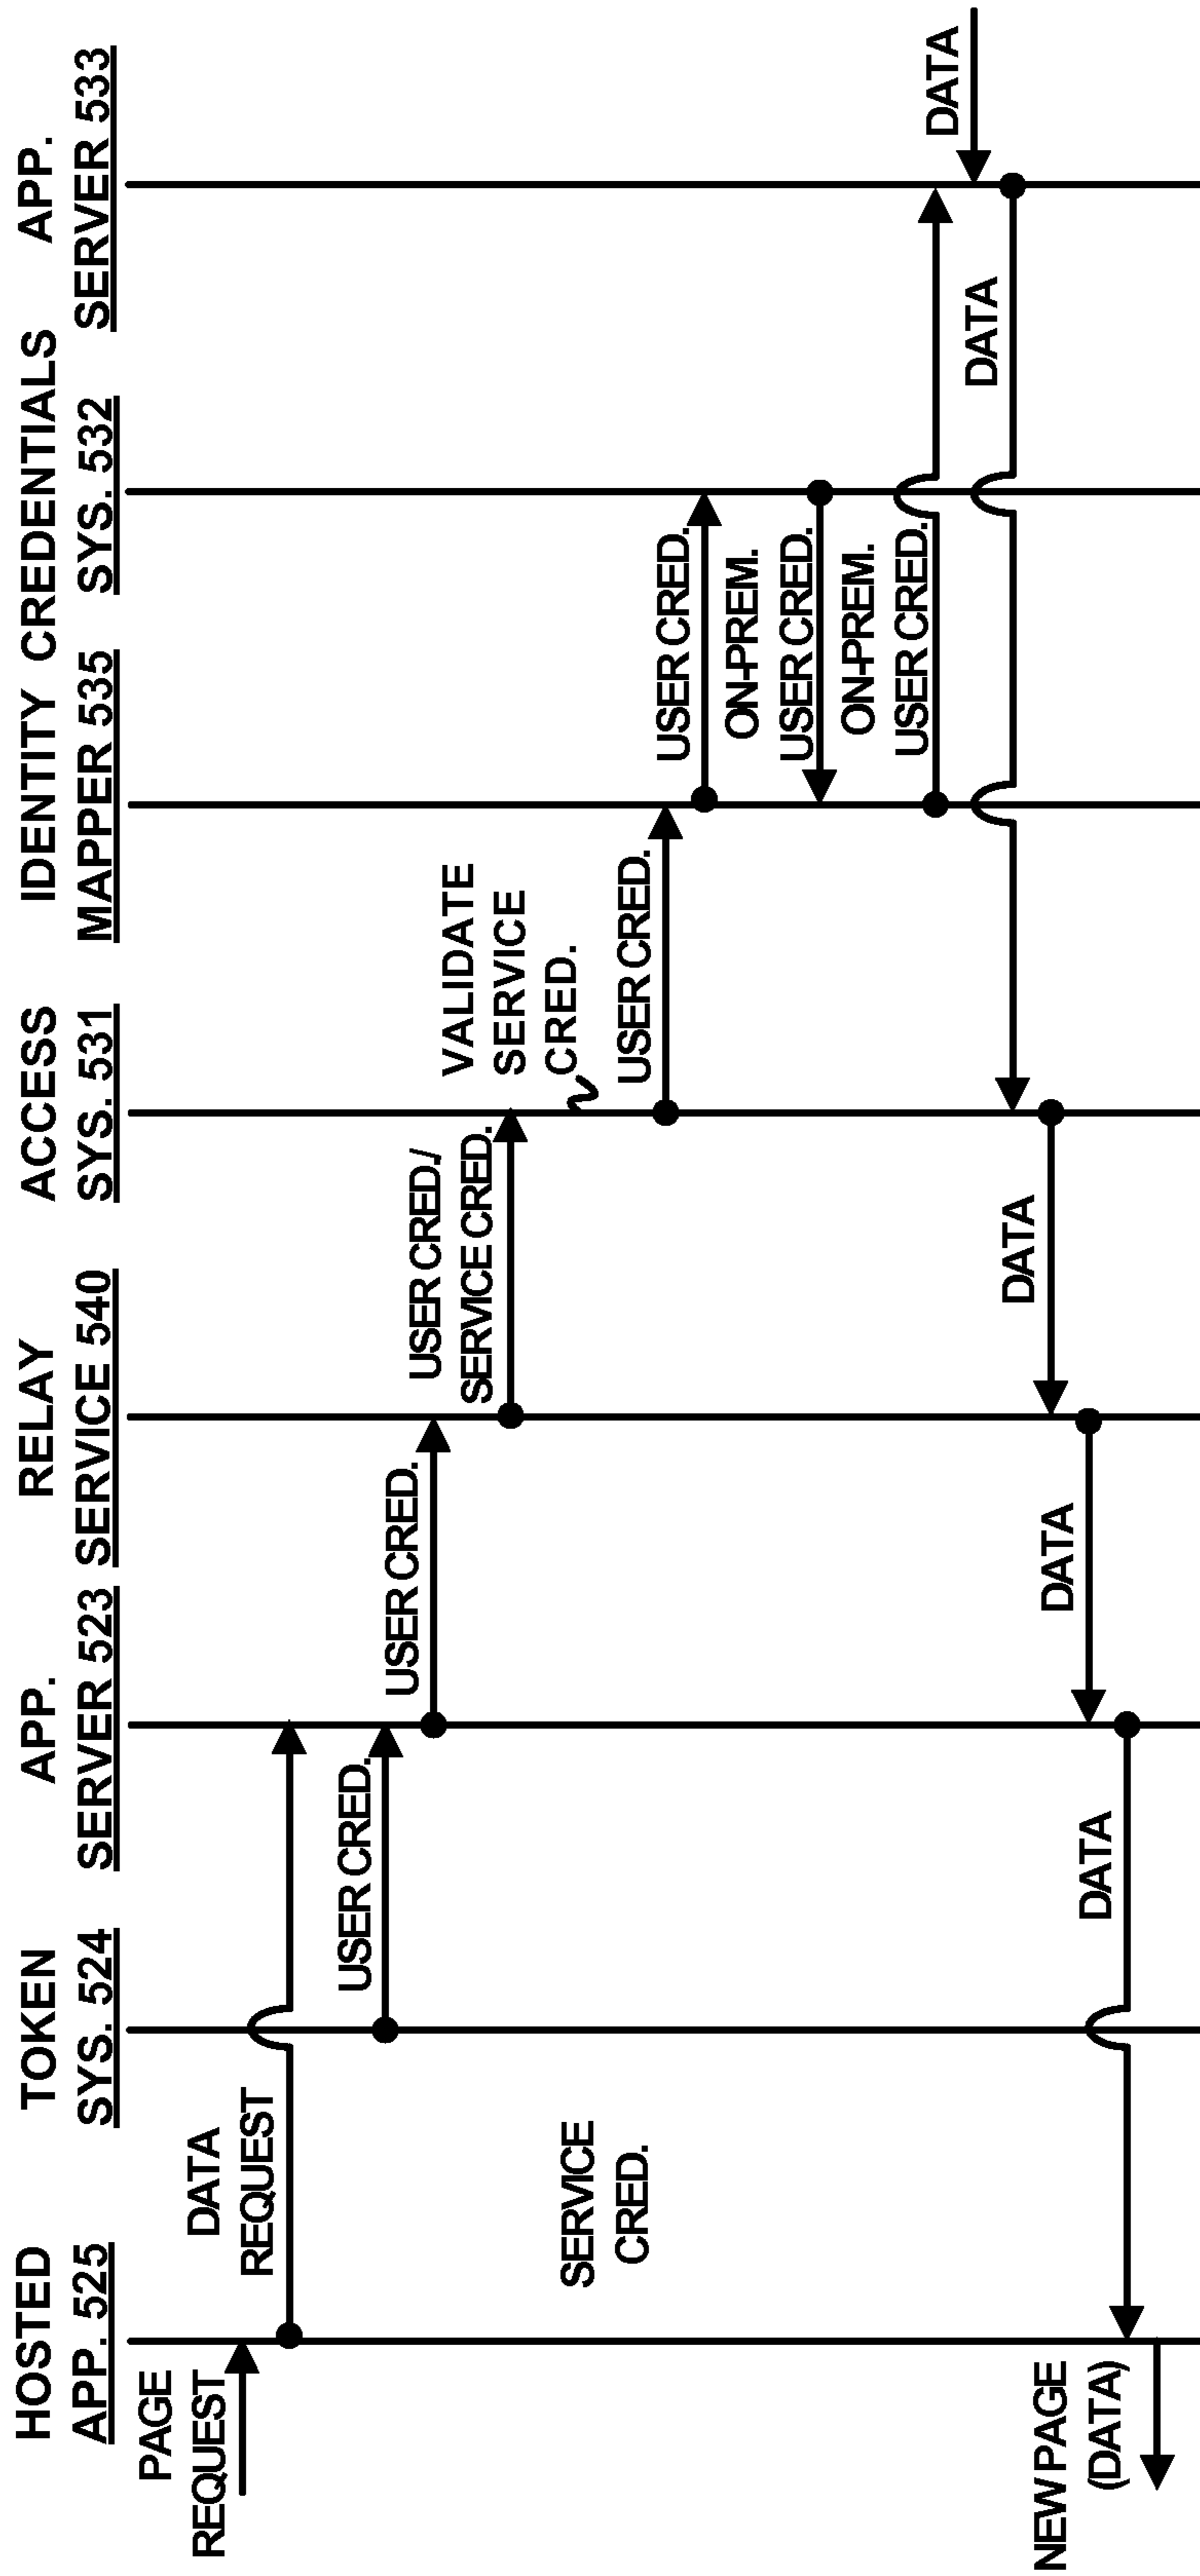 HOSTED
APP. 525
TOKEN
SYS. 524
APP.
SERVER 523
RELAY
SERVICE 540
ACCESS
SYS. 531
IDENTITY
MAPPER 535
CREDENTIALS
SYS. 532
APP.
SERVER 533
PAGE
REQUEST
DATA
REQUEST
USER CRED.
USER CRED.
USER CRED./
SERVICE CRED.
VALIDATE
SERVICE
CRED.
SERVICE
CRED.
USER CRED.
USER CRED.
ON-PREM.
USER CRED.
ON-PREM.
USER CRED.
DATA
DATA
DATA
DATA
DATA
NEW PAGE
(DATA)